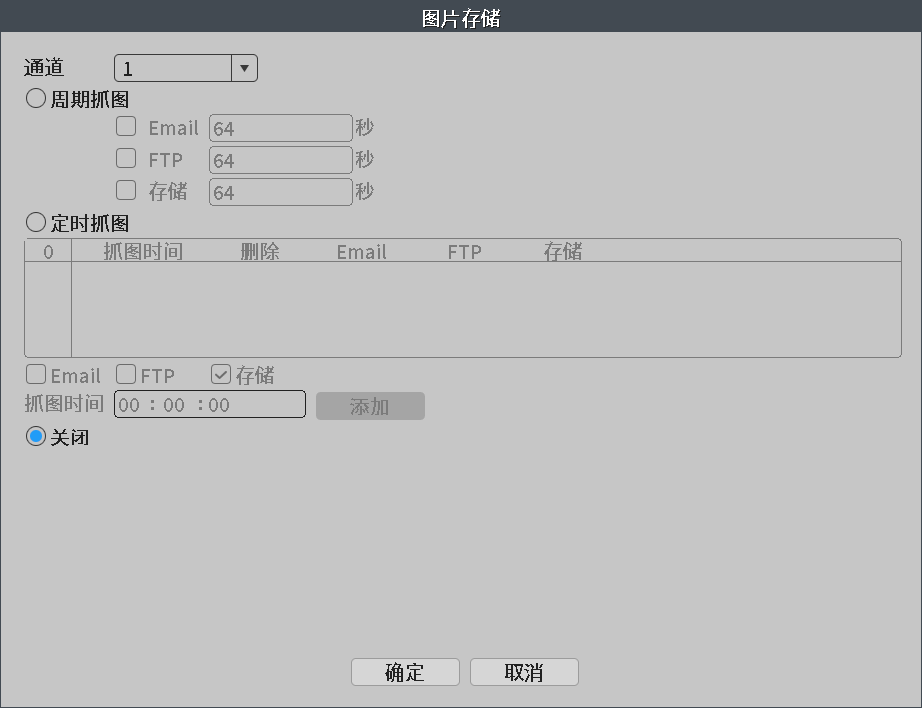 图片存储
通道 1
周期抓图
Email 64 秒
FTP 64 秒
存储 64 秒
定时抓图
0 抓图时间 删除 Email FTP 存储
Email FTP 存储
抓图时间 00 : 00 : 00 添加
关闭
确定 取消